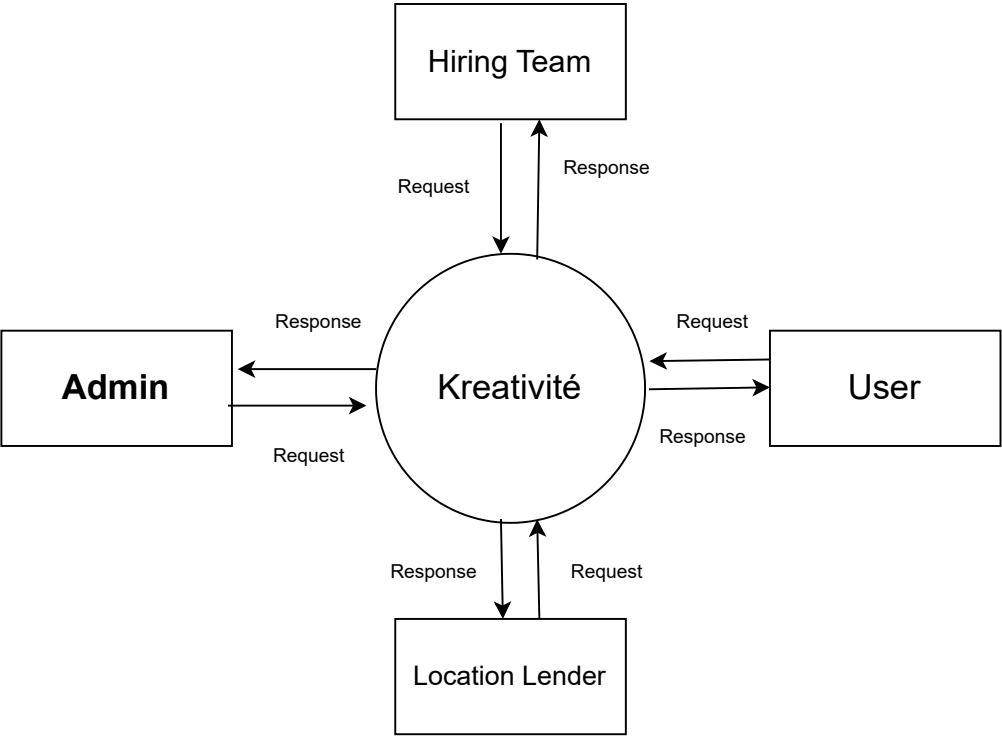 Hiring Team
Response
Request
Response
Request
Admin
Kreativité
User
Response
Request
Response
Request
Location Lender